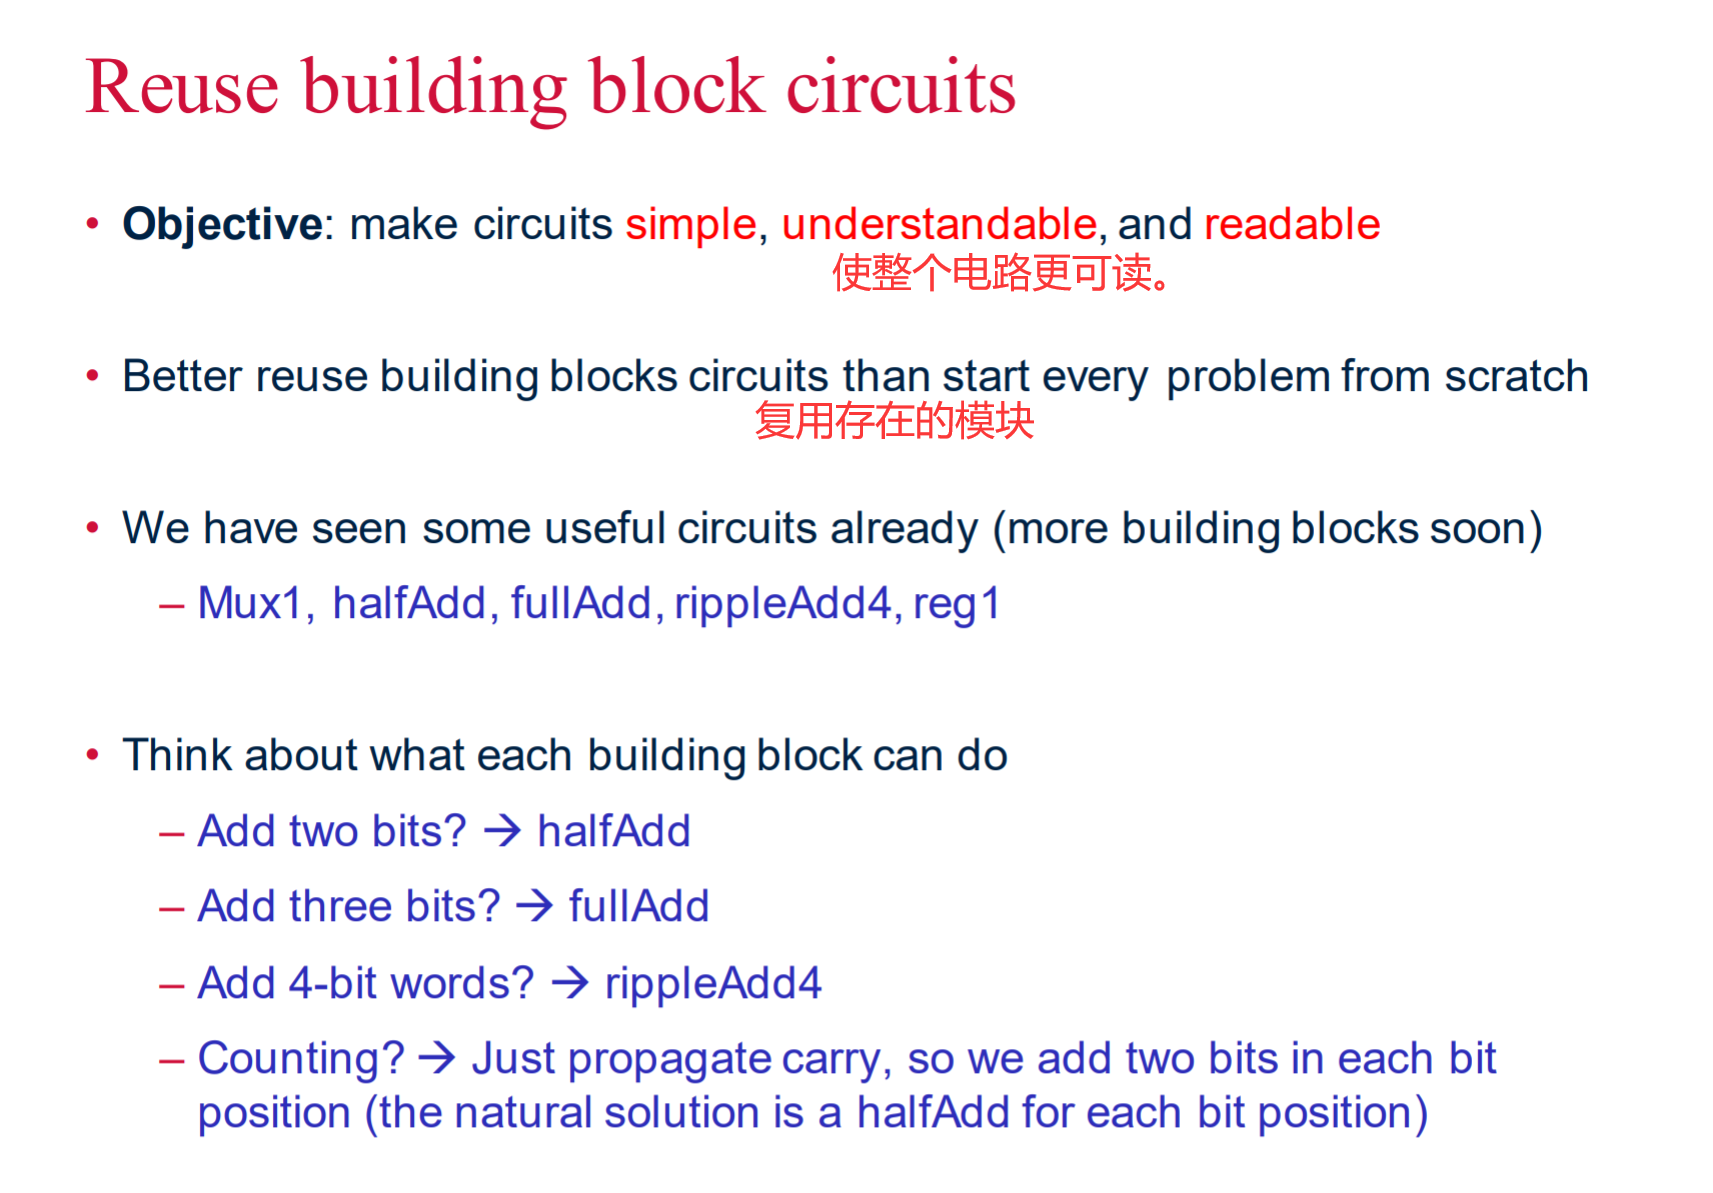 Reuse building block circuits
• Objective: make circuits simple, understandable, and readable
使整个电路更可读。
• Better reuse building blocks circuits than start every problem from scratch
复用存在的模块
• We have seen some useful circuits already (more building blocks soon)
– Mux1, halfAdd, fullAdd, rippleAdd4, reg1
• Think about what each building block can do
– Add two bits? → halfAdd
– Add three bits? → fullAdd
– Add 4-bit words? → rippleAdd4
– Counting? → Just propagate carry, so we add two bits in each bit
position (the natural solution is a halfAdd for each bit position)